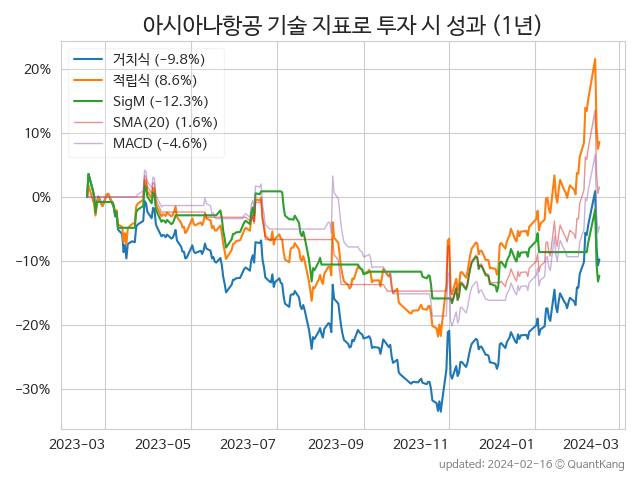 아시아나항공 기술 지표로 투자 시 성과 (1년)
거치식 (−9.8%)
적립식 (8.6%)
SigM (−12.3%)
SMA(20) (1.6%)
MACD (−4.6%)
20%
10%
0%
−10%
−20%
−30%
2023−03 2023−05 2023−07 2023−09 2023−11 2024−01 2024−03
updated: 2024−02−16 © QuantKang